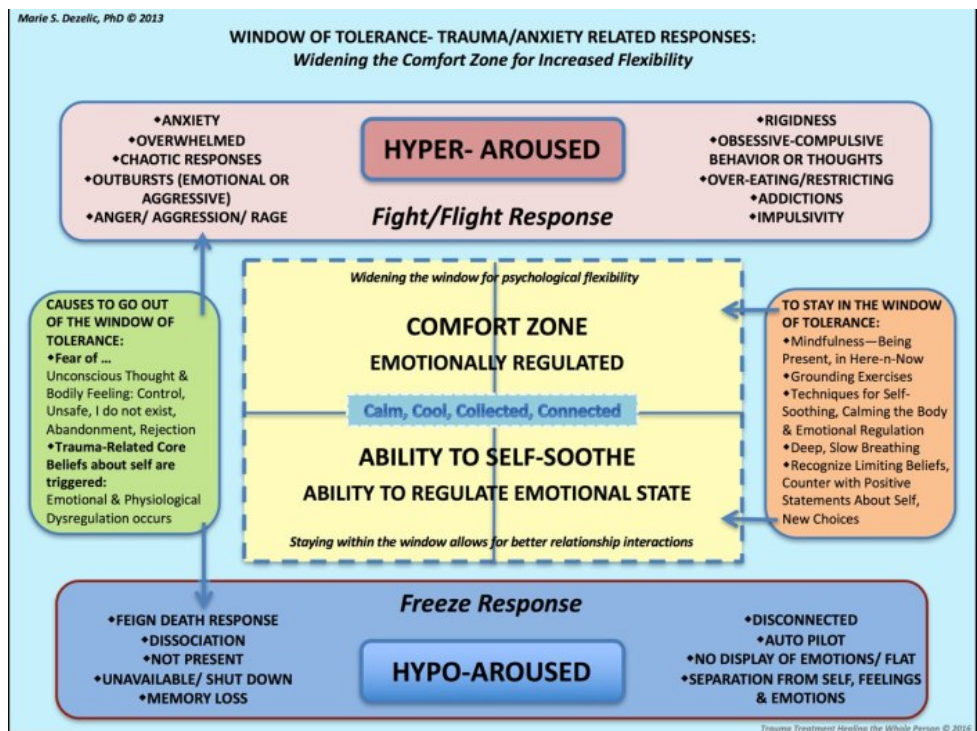 Marie S. Dezelic, PhD © 2013
WINDOW OF TOLERANCE- TRAUMA/ANXIETY RELATED RESPONSES:
Widening the Comfort Zone for Increased Flexibility
◆ANXIETY
◆OVERWHELMED
◆CHAOTIC RESPONSES
◆OUTBURSTS (EMOTIONAL OR
AGGRESSIVE)
◆ANGER/ AGGRESSION/ RAGE
HYPER- AROUSED
Fight/Flight Response
◆RIGIDNESS
◆OBSESSIVE-COMPULSIVE
BEHAVIOR OR THOUGHTS
◆OVER-EATING/RESTRICTING
◆ADDICTIONS
◆IMPULSIVITY
CAUSES TO GO OUT
OF THE WINDOW OF
TOLERANCE:
◆Fear of …
Unconscious Thought &
Bodily Feeling: Control,
Unsafe, I do not exist,
Abandonment, Rejection
◆Trauma-Related Core
Beliefs about self are
triggered:
Emotional & Physiological
Dysregulation occurs
Widening the window for psychological flexibility
COMFORT ZONE
EMOTIONALLY REGULATED
Calm, Cool, Collected, Connected
ABILITY TO SELF-SOOTHE
ABILITY TO REGULATE EMOTIONAL STATE
Staying within the window allows for better relationship interactions
TO STAY IN THE WINDOW
OF TOLERANCE:
◆Mindfulness—Being
Present, in Here-n-Now
◆Grounding Exercises
◆Techniques for Self-
Soothing, Calming the Body
& Emotional Regulation
◆Deep, Slow Breathing
◆Recognize Limiting Beliefs,
Counter with Positive
Statements About Self,
New Choices
◆FEIGN DEATH RESPONSE
◆DISSOCIATION
◆NOT PRESENT
◆UNAVAILABLE/ SHUT DOWN
◆MEMORY LOSS
Freeze Response
HYPO-AROUSED
◆DISCONNECTED
◆AUTO PILOT
◆NO DISPLAY OF EMOTIONS/ FLAT
◆SEPARATION FROM SELF, FEELINGS
& EMOTIONS
Trauma Treatment Healing the Whole Person © 2016